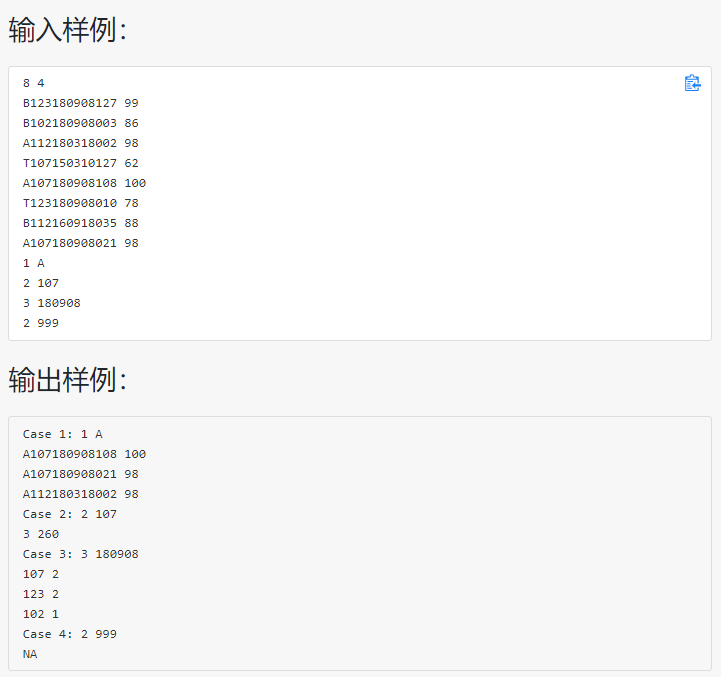 输入样例：
8 4
B123180908127 99
B102180908003 86
A112180318002 98
T107150310127 62
A107180908108 100
T123180908010 78
B112160918035 88
A107180908021 98
1 A
2 107
3 180908
2 999
输出样例：
Case 1: 1 A
A107180908108 100
A107180908021 98
A112180318002 98
Case 2: 2 107
3 260
Case 3: 3 180908
107 2
123 2
102 1
Case 4: 2 999
NA